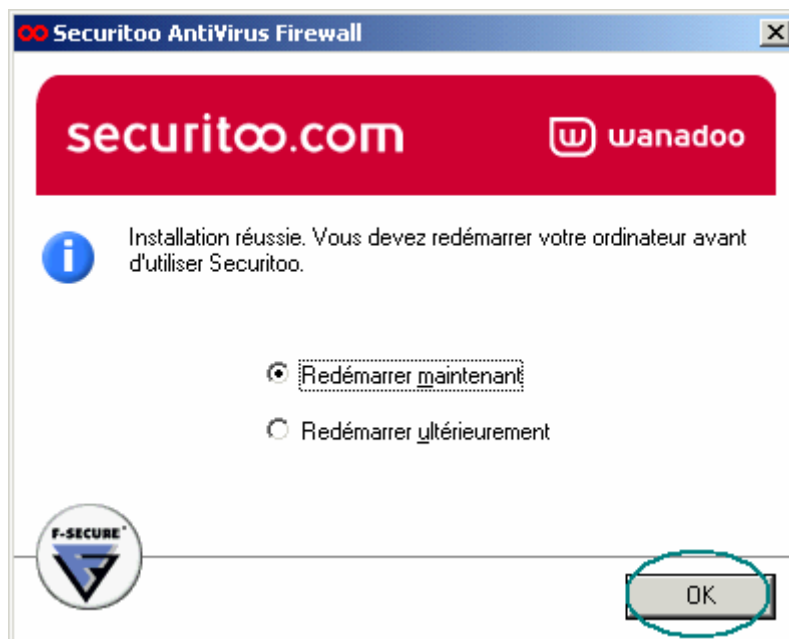 Securitoo AntiVirus Firewall
securitoo.com
wanadoo
Installation réussie. Vous devez redémarrer votre ordinateur avant
d'utiliser Securitoo.
Redémarrer maintenant
Redémarrer ultérieurement
F-SECURE®
OK